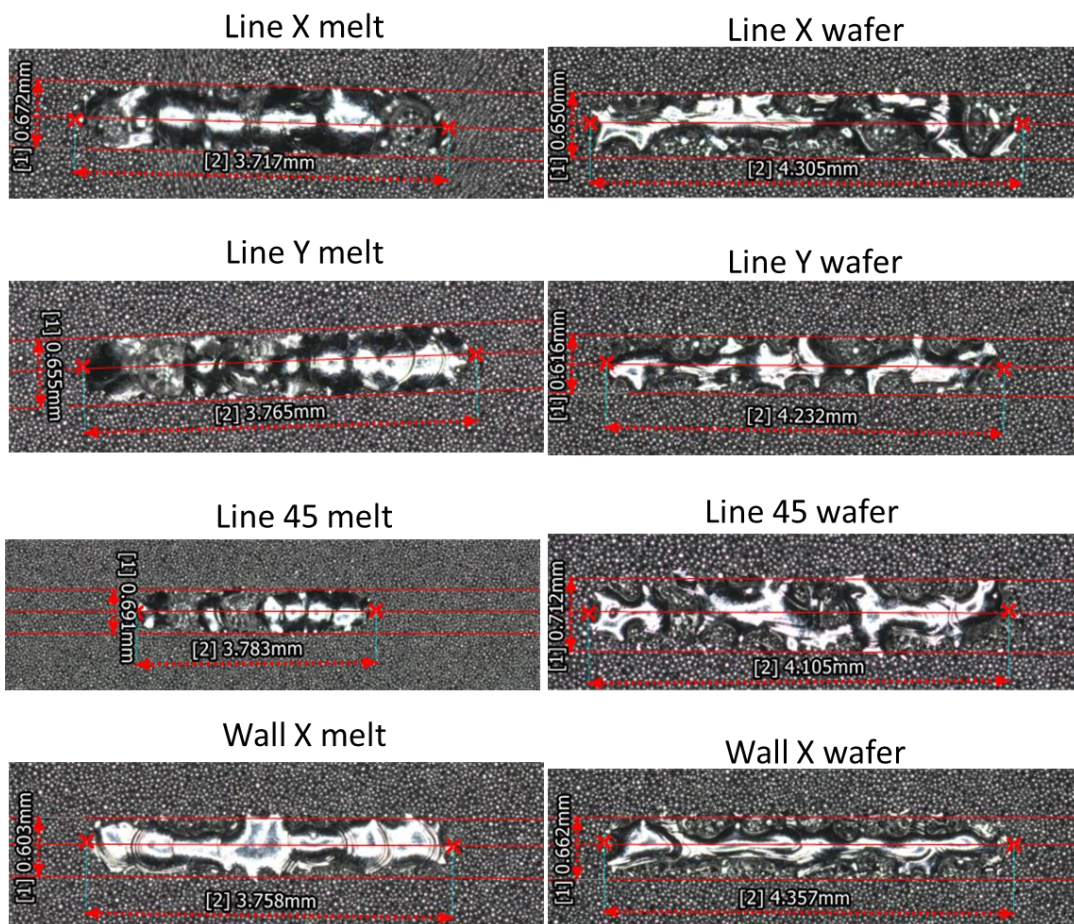 Line X melt
Line X wafer
[1] 0.672mm
[2] 3.717mm
[1] 0.650mm
[2] 4.305mm
Line Y melt
Line Y wafer
[1] 0.655mm
[2] 3.765mm
[1] 0.616mm
[2] 4.232mm
Line 45 melt
Line 45 wafer
[1] 0.691mm
[2] 3.783mm
[1] 0.712mm
[2] 4.105mm
Wall X melt
Wall X wafer
[1] 0.603mm
[2] 3.758mm
[1] 0.662mm
[2] 4.357mm